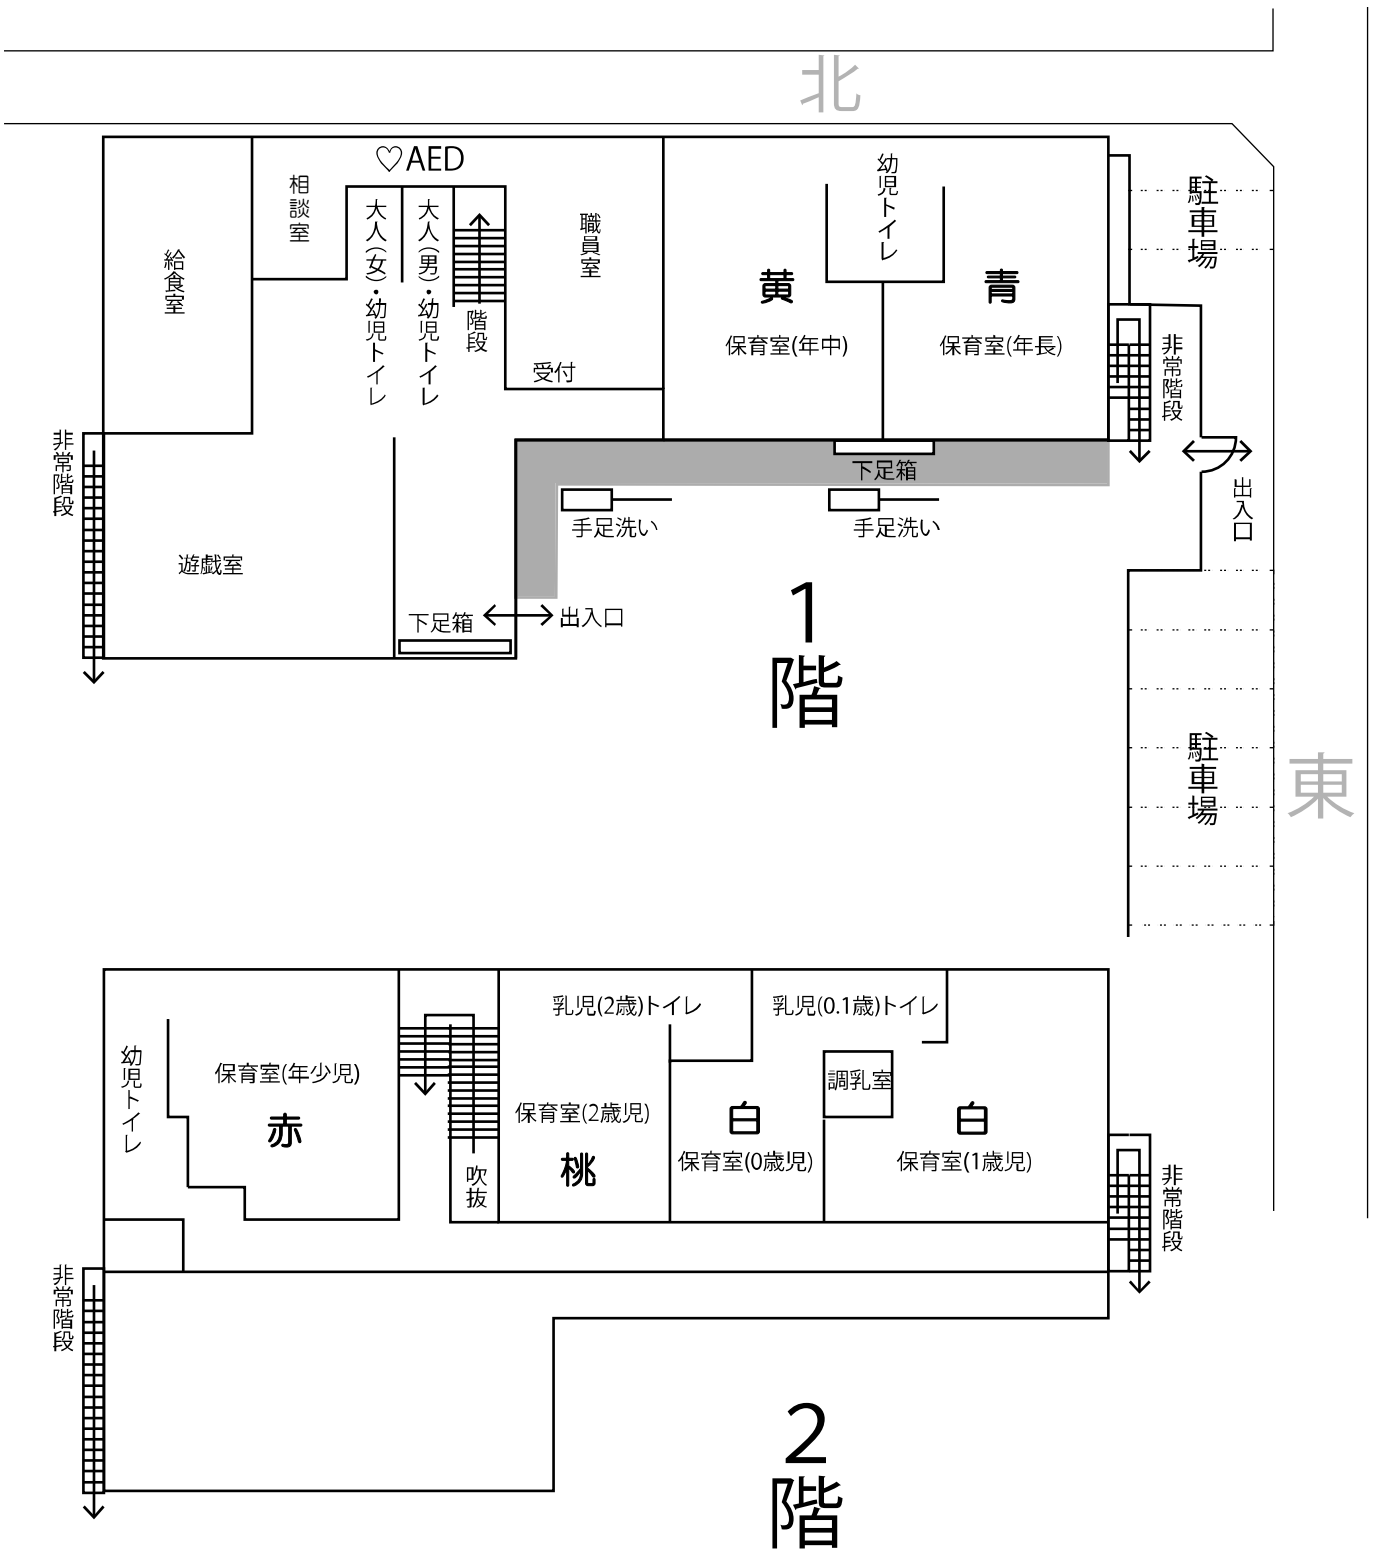 北
♡AED
相談室
大人(女)・幼児トイレ
大人(男)・幼児トイレ
階段
職員室
受付
給食室
幼児トイレ
黄
保育室(年中)
青
保育室(年長)
駐車場
非常階段
非常階段
遊戯室
下足箱
出入口
下足箱
手足洗い
手足洗い
出入口
1階
駐車場
東
乳児(2歳)トイレ
乳児(0.1歳)トイレ
幼児トイレ
保育室(年少児)
赤
調乳室
保育室(2歳児)
桃
白
保育室(0歳児)
白
保育室(1歳児)
吹抜
非常階段
非常階段
2階